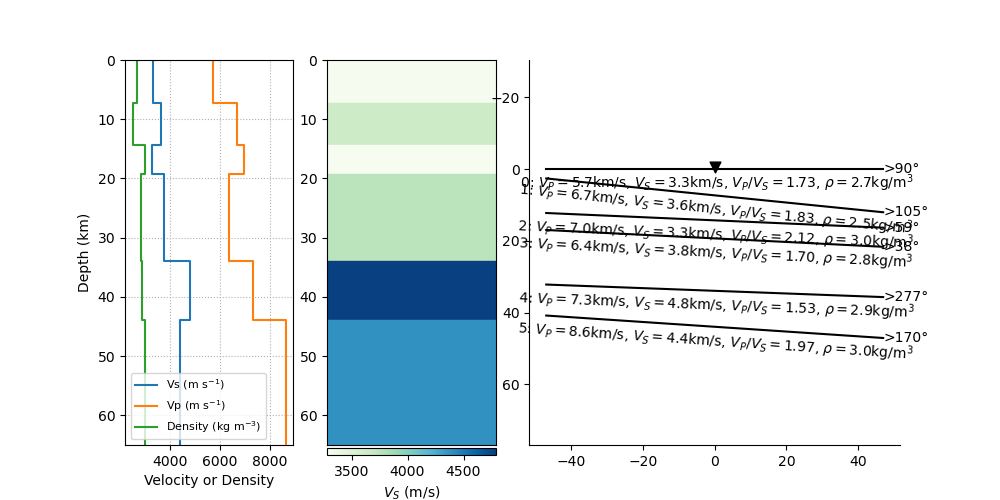 0
10
20
30
40
50
60
Depth (km)
4000 6000 8000
Velocity or Density
Vs (m s⁻¹)
Vp (m s⁻¹)
Density (kg m⁻³)
0
10
20
30
40
50
60
3500 4000 4500
V_S (m/s)
−20
0
20
40
60
−40 −20 0 20 40
>90°
0: V_P = 5.7km/s, V_S = 3.3km/s, V_P/V_S = 1.73, ρ = 2.7kg/m³
>105°
1: V_P = 6.7km/s, V_S = 3.6km/s, V_P/V_S = 1.83, ρ = 2.5kg/m³
>59°
2: V_P = 7.0km/s, V_S = 3.3km/s, V_P/V_S = 2.12, ρ = 3.0kg/m³
>38°
3: V_P = 6.4km/s, V_S = 3.8km/s, V_P/V_S = 1.70, ρ = 2.8kg/m³
>277°
4: V_P = 7.3km/s, V_S = 4.8km/s, V_P/V_S = 1.53, ρ = 2.9kg/m³
>170°
5: V_P = 8.6km/s, V_S = 4.4km/s, V_P/V_S = 1.97, ρ = 3.0kg/m³